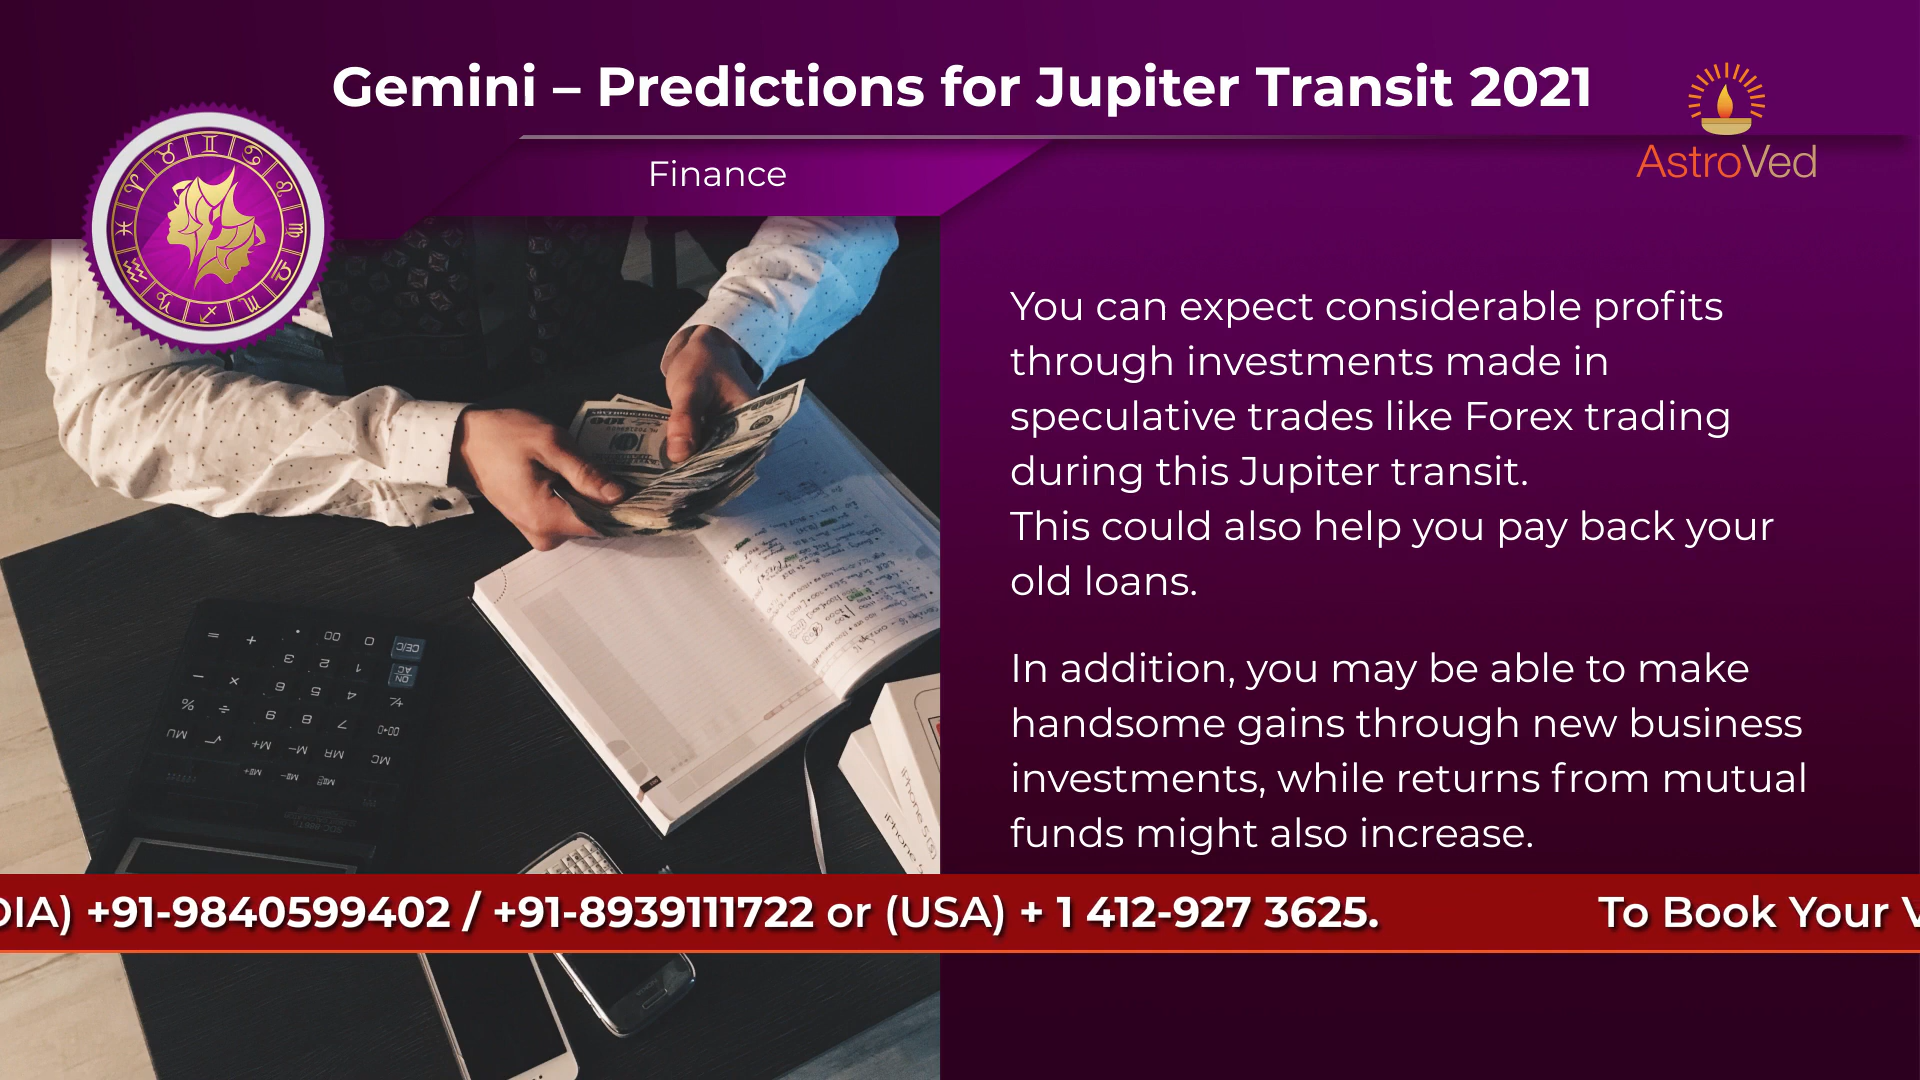 Gemini – Predictions for Jupiter Transit 2021
AstroVed
Finance
You can expect considerable profits
through investments made in
speculative trades like Forex trading
during this Jupiter transit.
This could also help you pay back your
old loans.
In addition, you may be able to make
handsome gains through new business
investments, while returns from mutual
funds might also increase.
DIA) +91-9840599402 / +91-8939111722 or (USA) + 1 412-927 3625. To Book Your V